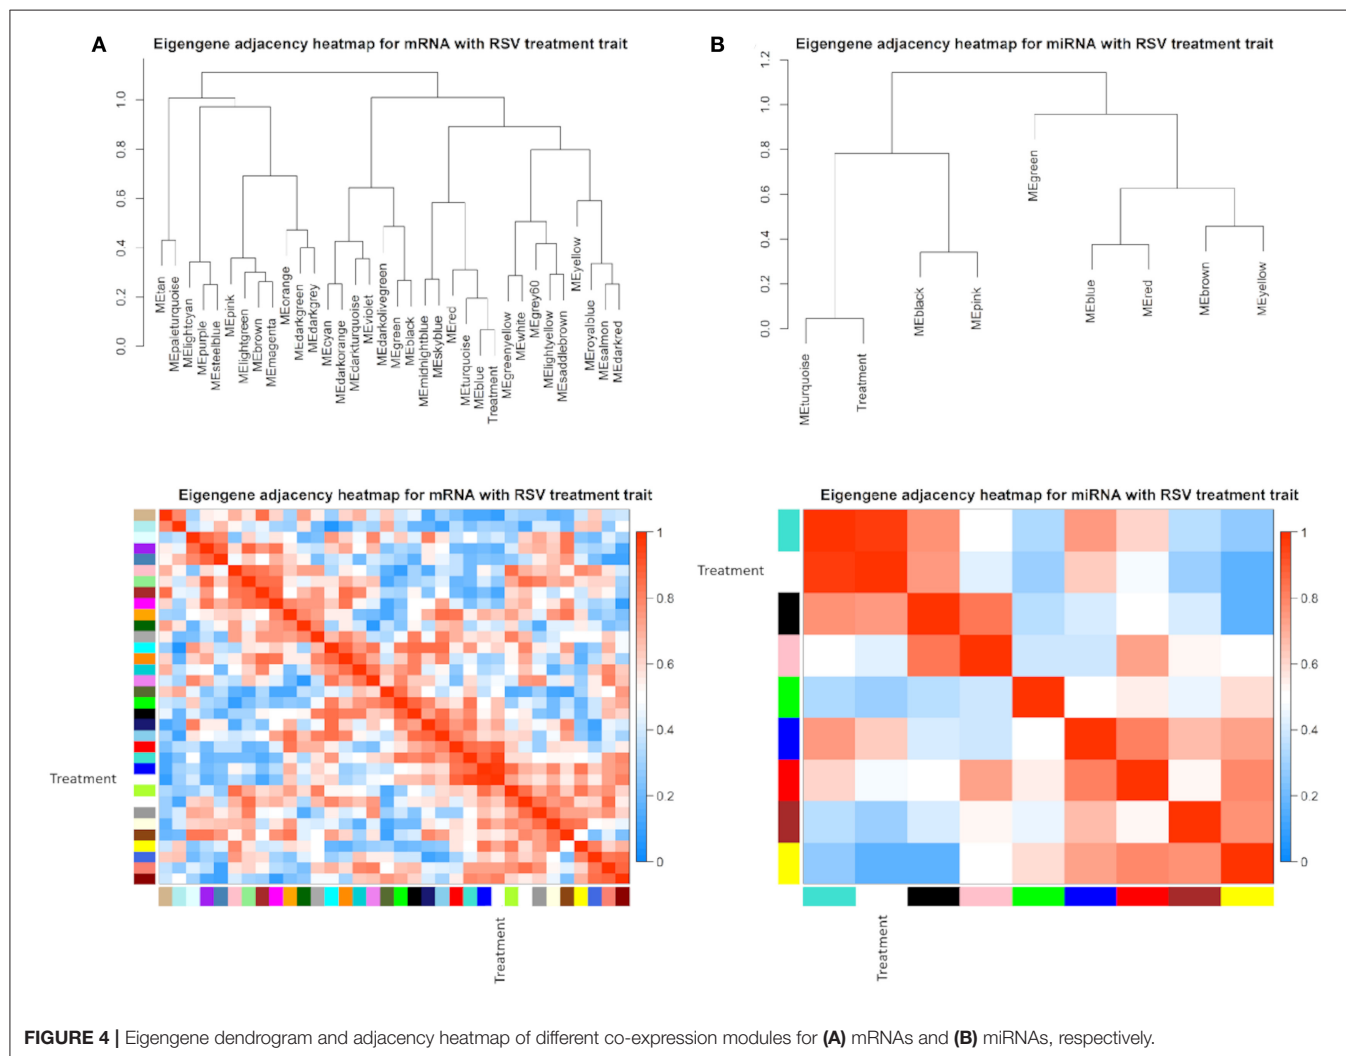 A
Eigengene adjacency heatmap for mRNA with RSV treatment trait
0.0
0.2
0.4
0.6
0.8
1.0
MEtan
MEpaleturquoise
MElightcyan
MEpurple
MEsteelblue
MEpink
MElightgreen
MEbrown
MEmagenta
MEorange
MEdarkgreen
MEdarkgrey
MEcyan
MEdarkorange
MEdarkturquoise
MEviolet
MEdarkolivegreen
MEgreen
MEblack
MEmidnightblue
MEskyblue
MEred
MEturquoise
MEblue
Treatment
MEgreenyellow
MEwhite
MEgrey60
MElightyellow
MEsaddlebrown
MEyellow
MEroyalblue
MEsalmon
MEdarkred
B
Eigengene adjacency heatmap for miRNA with RSV treatment trait
0.0
0.2
0.4
0.6
0.8
1.0
1.2
MEturquoise
Treatment
MEblack
MEpink
MEgreen
MEblue
MEred
MEbrown
MEyellow
Eigengene adjacency heatmap for mRNA with RSV treatment trait
Treatment
Treatment
1
0.8
0.6
0.4
0.2
0
Eigengene adjacency heatmap for miRNA with RSV treatment trait
Treatment
Treatment
1
0.8
0.6
0.4
0.2
0
FIGURE 4 | Eigengene dendrogram and adjacency heatmap of different co-expression modules for (A) mRNAs and (B) miRNAs, respectively.